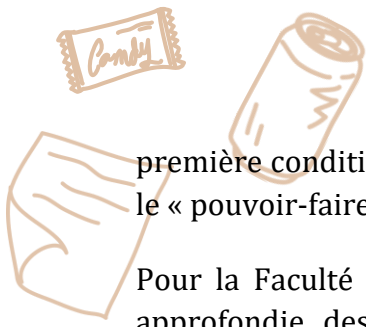 Candy
première conditi
le « pouvoir-faire
Pour la Faculté
approfondie des